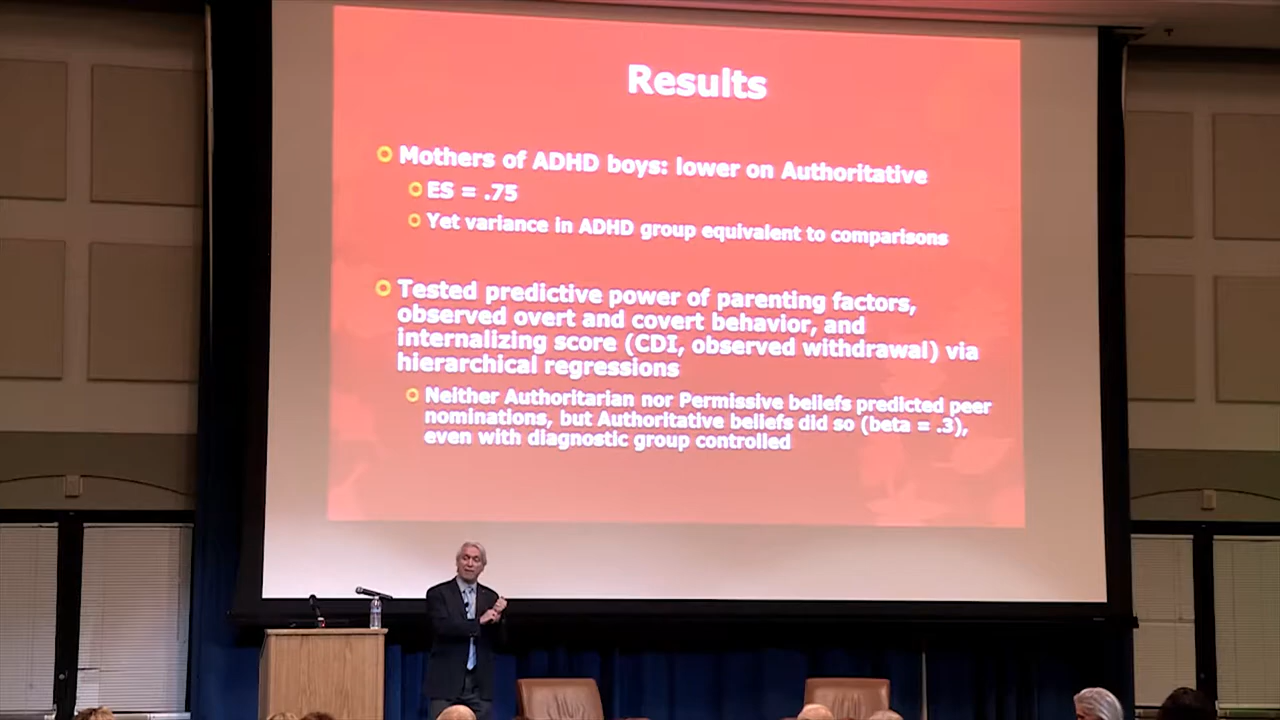 Results
Mothers of ADHD boys: lower on Authoritative
ES = .75
Yet variance in ADHD group equivalent to comparisons
Tested predictive power of parenting factors,
observed overt and covert behavior, and
internalizing score (CDI, observed withdrawal) via
hierarchical regressions
Neither Authoritarian nor Permissive beliefs predicted peer
nominations, but Authoritative beliefs did so (beta = .3),
even with diagnostic group controlled